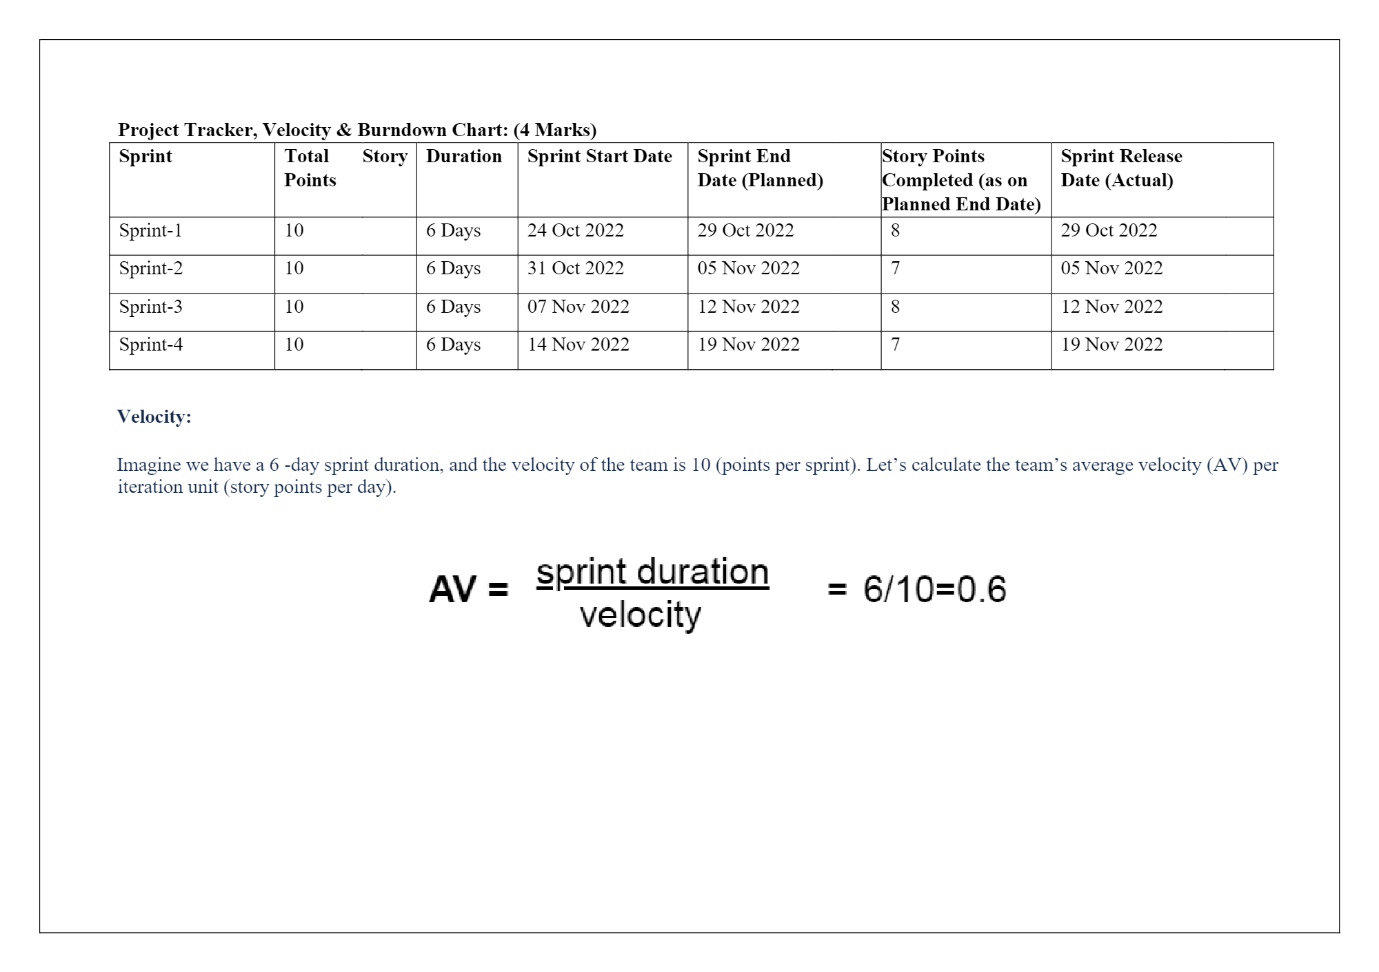 Project Tracker, Velocity & Burndown Chart: (4 Marks)
Sprint Total Story Points Duration Sprint Start Date Sprint End Date (Planned) Story Points Completed (as on Planned End Date) Sprint Release Date (Actual)
Sprint-1 10 6 Days 24 Oct 2022 29 Oct 2022 8 29 Oct 2022
Sprint-2 10 6 Days 31 Oct 2022 05 Nov 2022 7 05 Nov 2022
Sprint-3 10 6 Days 07 Nov 2022 12 Nov 2022 8 12 Nov 2022
Sprint-4 10 6 Days 14 Nov 2022 19 Nov 2022 7 19 Nov 2022
Velocity:
Imagine we have a 6 -day sprint duration, and the velocity of the team is 10 (points per sprint). Let’s calculate the team’s average velocity (AV) per
iteration unit (story points per day).
AV = sprint duration
velocity
= 6/10=0.6